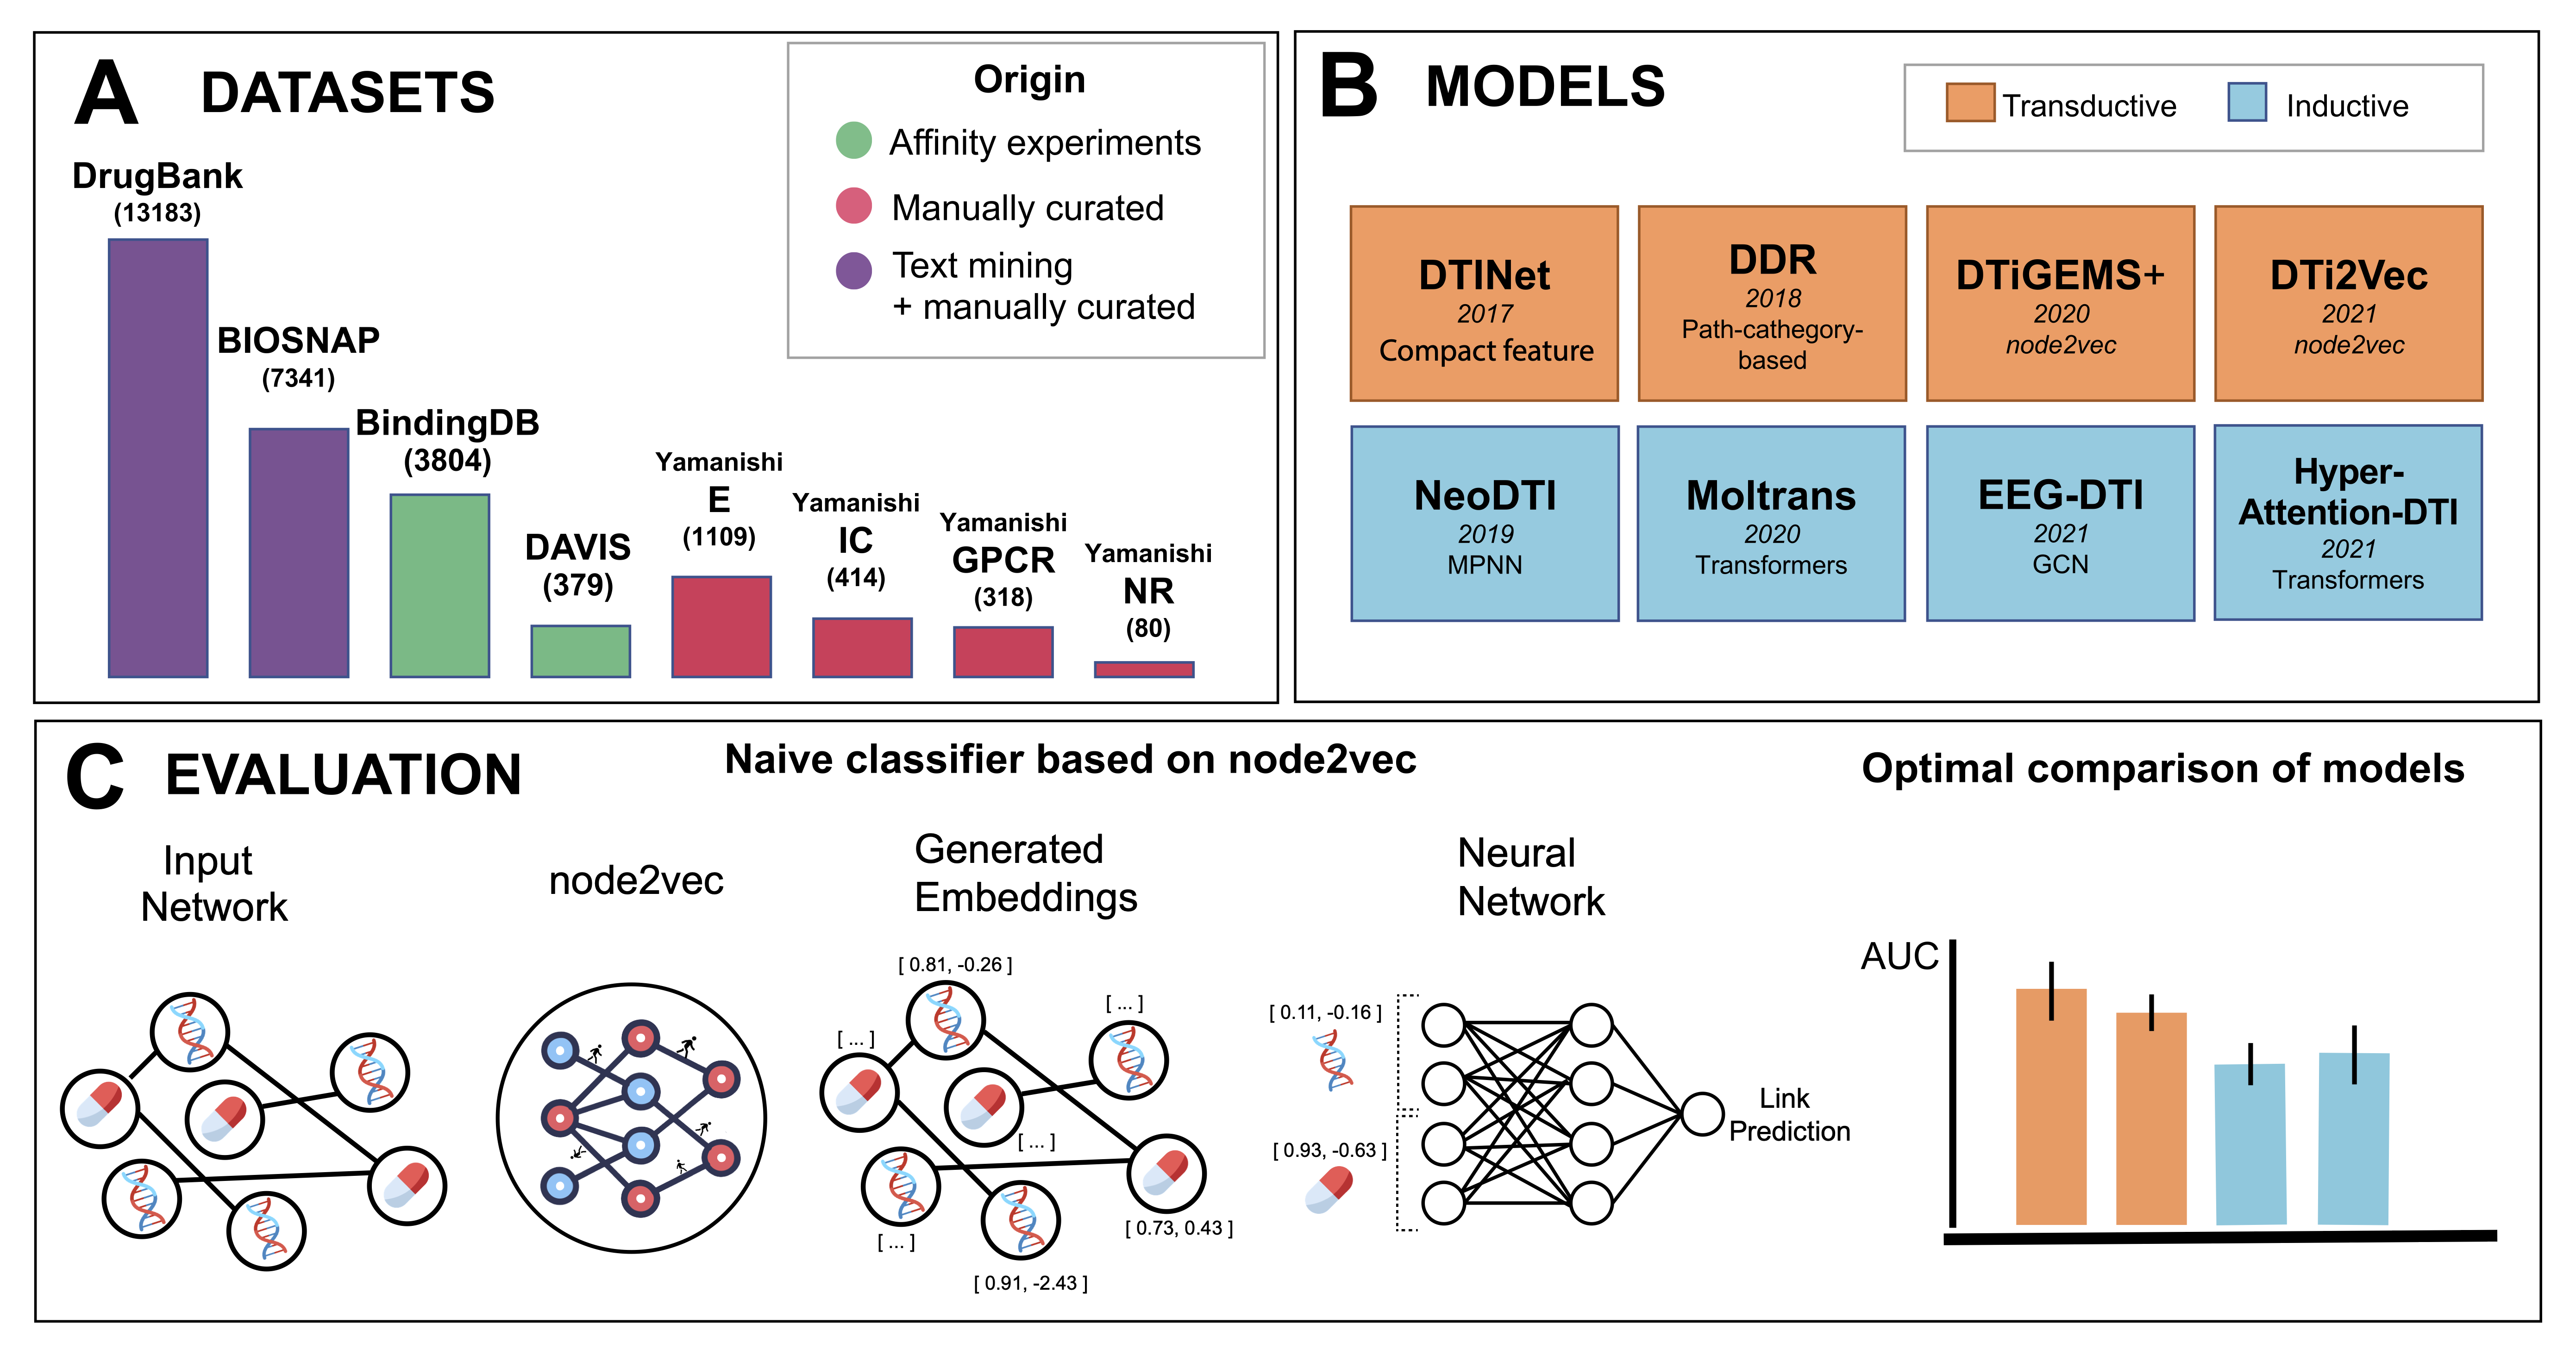 A DATASETS
Origin
Affinity experiments
Manually curated
Text mining
+ manually curated
DrugBank
(13183)
BIOSNAP
(7341)
BindingDB
(3804)
DAVIS
(379)
Yamanishi
E
(1109)
Yamanishi
IC
(414)
Yamanishi
GPCR
(318)
Yamanishi
NR
(80)
B MODELS
Transductive
Inductive
DTINet
2017
Compact feature
DDR
2018
Path-cathegory-
based
DTiGEMS+
2020
node2vec
DTi2Vec
2021
node2vec
NeoDTI
2019
MPNN
Moltrans
2020
Transformers
EEG-DTI
2021
GCN
Hyper-
Attention-DTI
2021
Transformers
C EVALUATION
Naive classifier based on node2vec
Optimal comparison of models
Input
Network
node2vec
Generated
Embeddings
[ 0.81, -0.26 ]
[ ... ]
[ ... ]
[ ... ]
[ ... ]
[ 0.73, 0.43 ]
[ 0.91, -2.43 ]
Neural
Network
[ 0.11, -0.16 ]
[ 0.93, -0.63 ]
Link
Prediction
AUC